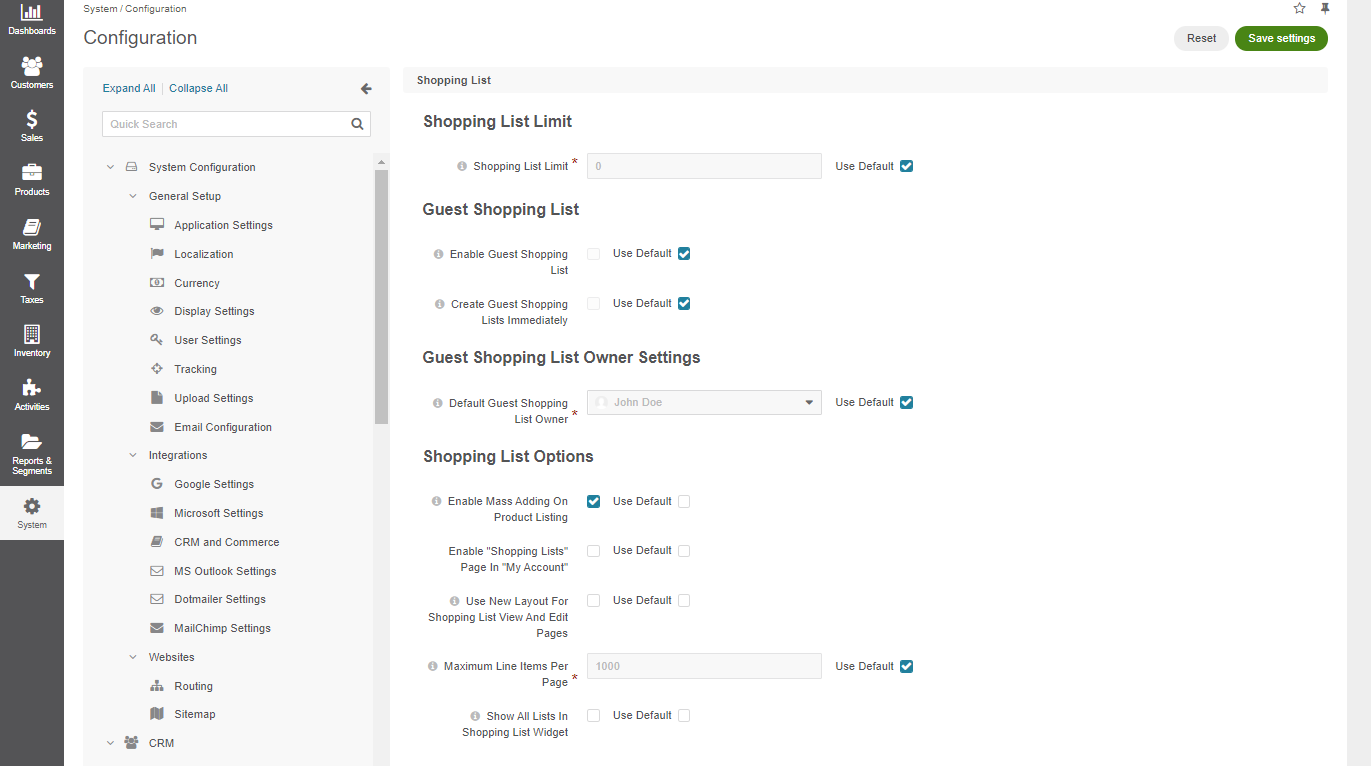 Dashboards
Customers
Sales
Products
Marketing
Taxes
Inventory
Activities
Reports &
Segments
System
System / Configuration
Configuration
Reset
Save settings
Expand All | Collapse All
Quick Search
System Configuration
General Setup
Application Settings
Localization
Currency
Display Settings
User Settings
Tracking
Upload Settings
Email Configuration
Integrations
Google Settings
Microsoft Settings
CRM and Commerce
MS Outlook Settings
Dotmailer Settings
MailChimp Settings
Websites
Routing
Sitemap
CRM
Shopping List
Shopping List Limit
Shopping List Limit * 0 Use Default
Guest Shopping List
Enable Guest Shopping
List
Use Default
Create Guest Shopping
Lists Immediately
Use Default
Guest Shopping List Owner Settings
Default Guest Shopping
List Owner *
John Doe
Use Default
Shopping List Options
Enable Mass Adding On
Product Listing
Use Default
Enable "Shopping Lists"
Page In "My Account"
Use Default
Use New Layout For
Shopping List View And Edit
Pages
Use Default
Maximum Line Items Per
Page *
1000
Use Default
Show All Lists In
Shopping List Widget
Use Default